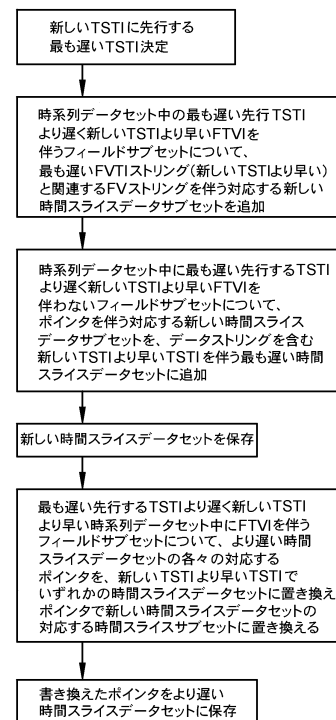 新しいTSTIに先行する
最も遅いTSTI決定
時系列データセット中の最も遅い先行TSTI
より遅く新しいTSTIより早いFTVIを
伴うフィールドサブセットについて、
最も遅いFVTIストリング(新しいTSTIより早い)
と関連するFVストリングを伴う対応する新しい
時間スライスデータサブセットを追加
時系列データセット中に最も遅い先行するTSTI
より遅く新しいTSTIより早いFTVIを
伴わないフィールドサブセットについて、
ポインタを伴う対応する新しい時間スライス
データサブセットを、データストリングを含む
新しいTSTIより早いTSTIを伴う最も遅い時間
スライスデータセットに追加
新しい時間スライスデータセットを保存
最も遅い先行するTSTIより遅く新しいTSTI
より早い時系列データセット中にFTVIを伴う
フィールドサブセットについて、より遅い時間
スライスデータセットの各々の対応する
ポインタを、新しいTSTIより早いTSTIで
いずれかの時間スライスデータセットに置き換え
ポインタで新しい時間スライスデータセットの
対応する時間スライスサブセットに置き換える
書き換えたポインタをより遅い
時間スライスデータセットに保存